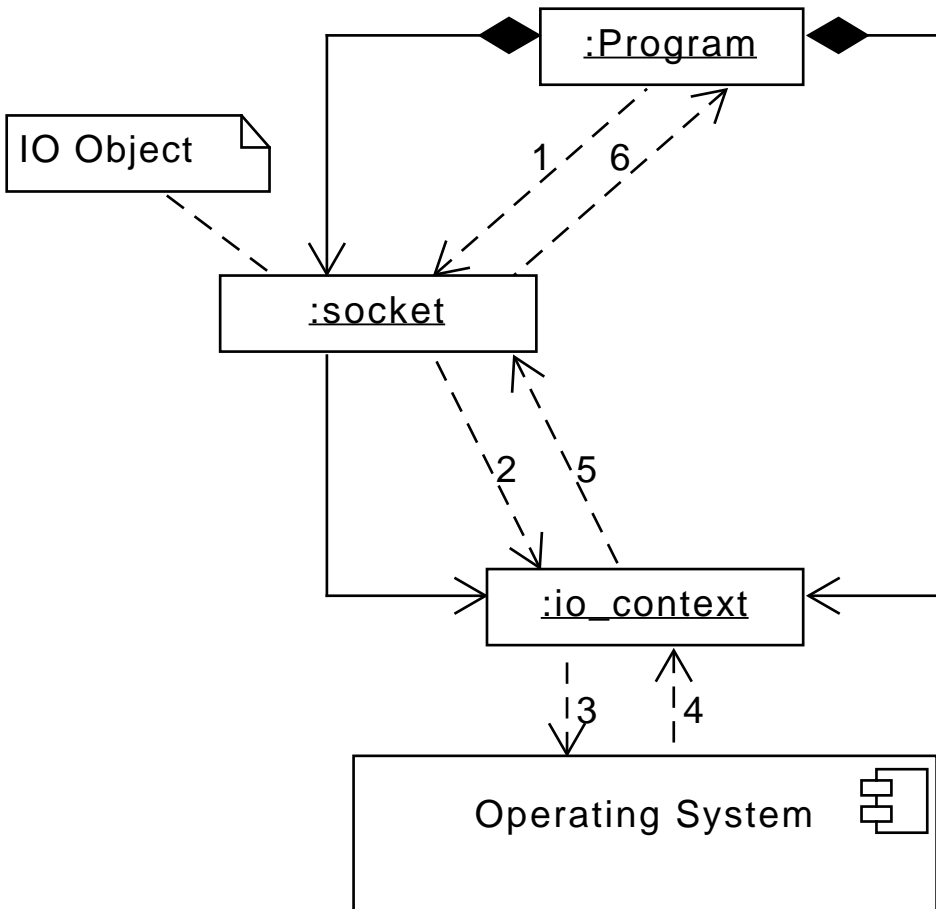 :Program
IO Object
1
6
:socket
2
5
:io_context
3
4
Operating System